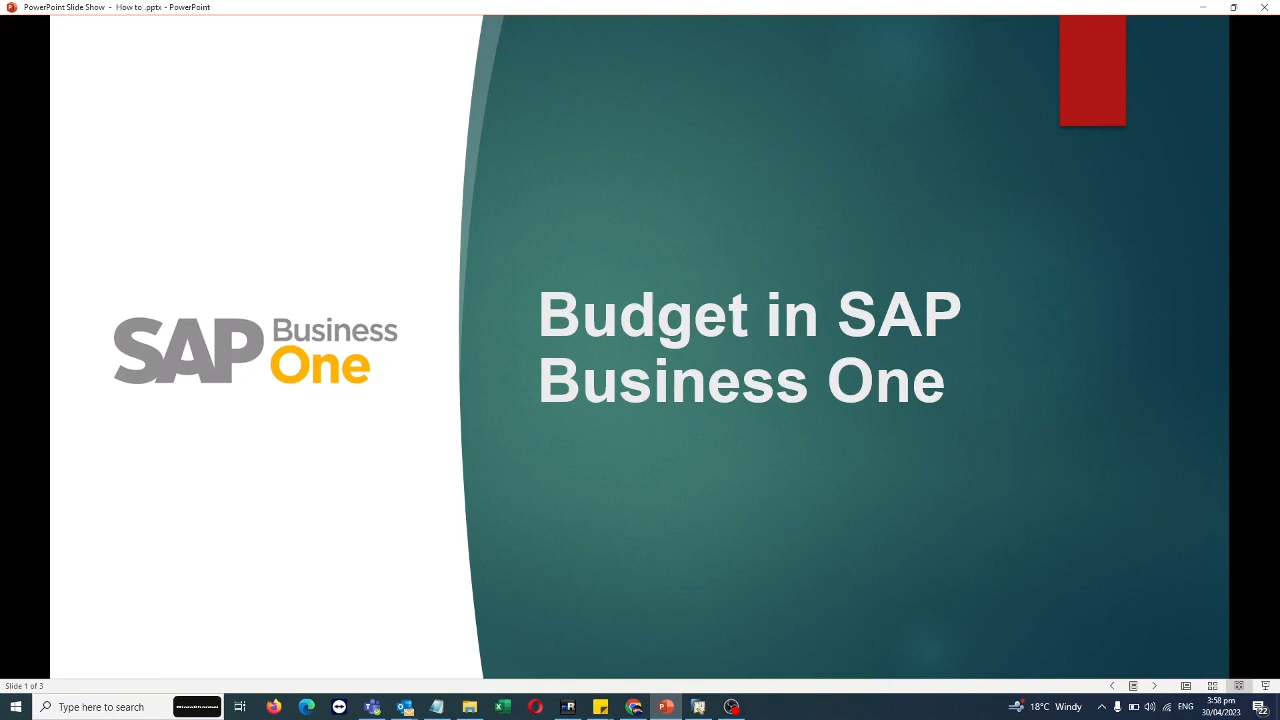 PowerPoint Slide Show - How to .pptx - PowerPoint
SAP Business One
Budget in SAP
Business One
Slide 1 of 3
Type here to search
18°C Windy
ENG
3:58 pm
30/04/2023